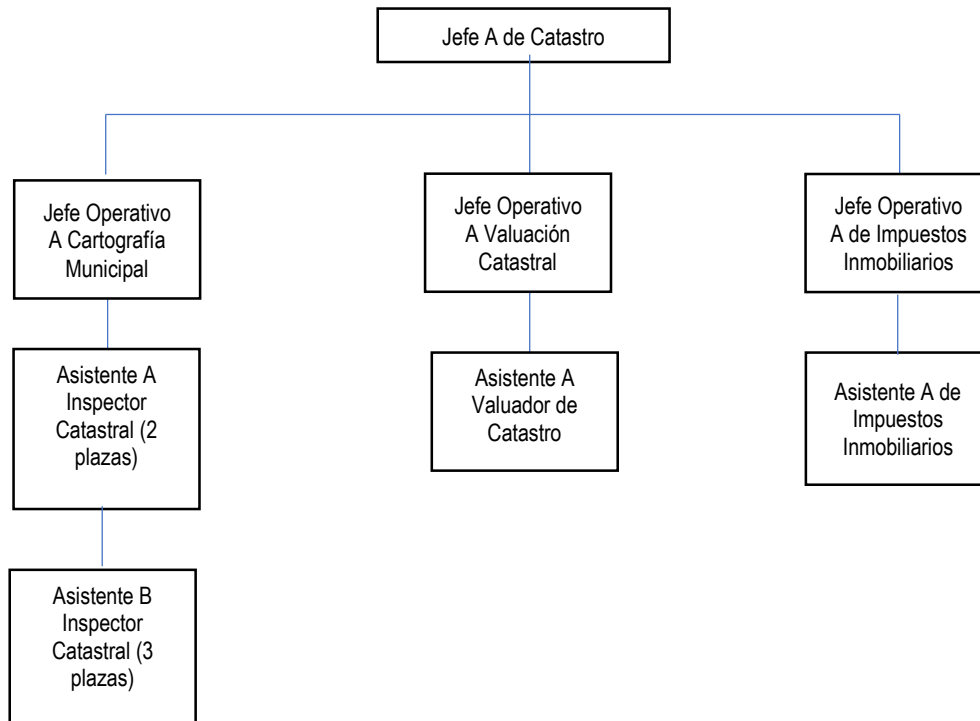 Jefe A de Catastro
Jefe Operativo
A Cartografía
Municipal
Jefe Operativo
A Valuación
Catastral
Jefe Operativo
A de Impuestos
Inmobiliarios
Asistente A
Inspector
Catastral (2
plazas)
Asistente A
Valuador de
Catastro
Asistente A de
Impuestos
Inmobiliarios
Asistente B
Inspector
Catastral (3
plazas)